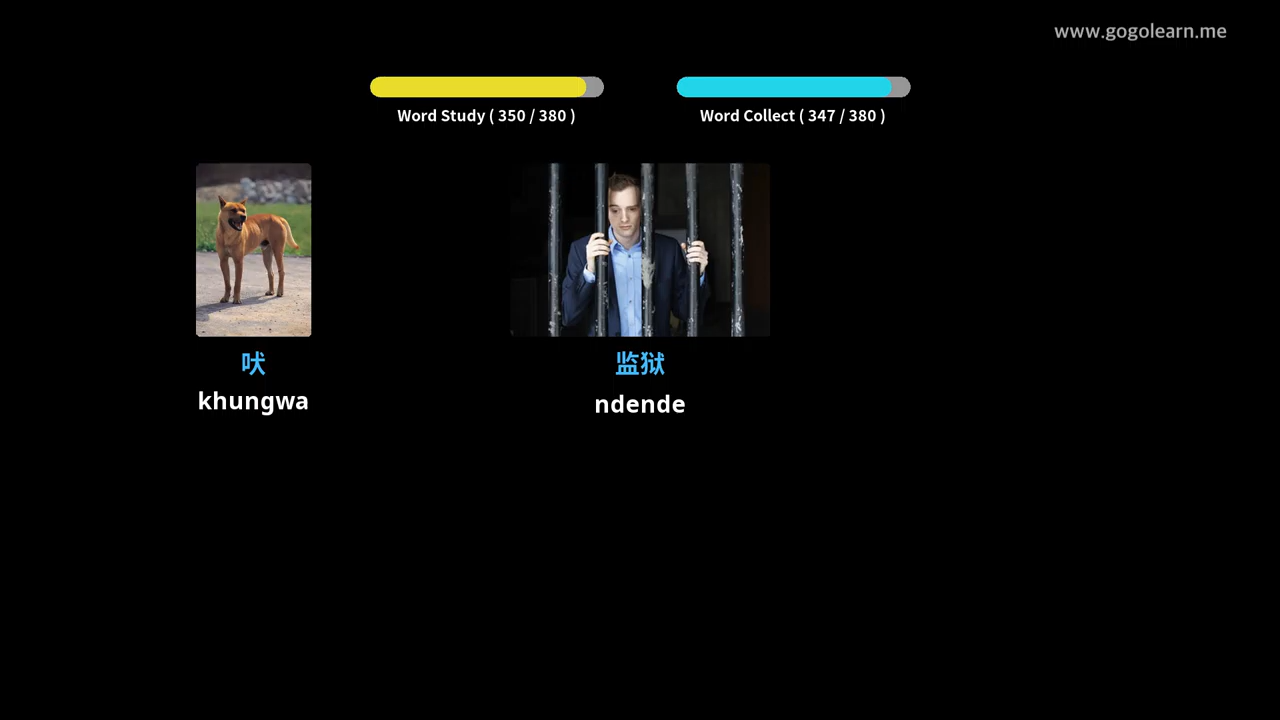 www.gogolearn.me
Word Study ( 350 / 380 )
Word Collect ( 347 / 380 )
吠
khungwa
监狱
ndende